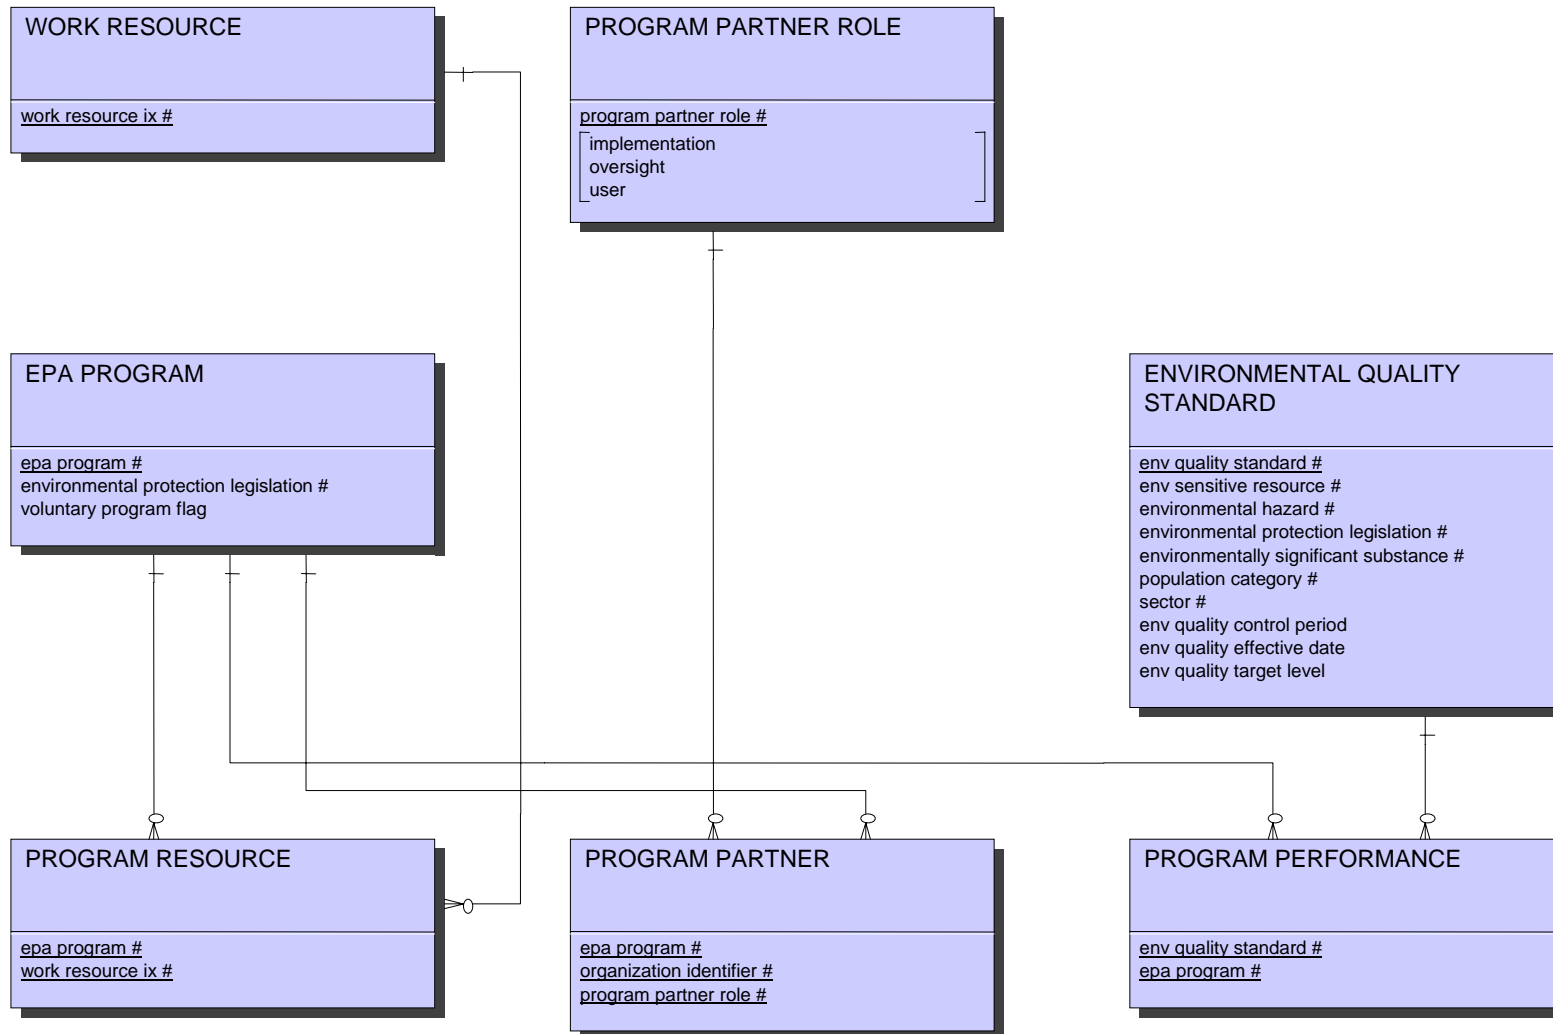 WORK RESOURCE
work resource ix #
PROGRAM PARTNER ROLE
program partner role #
implementation
oversight
user
EPA PROGRAM
epa program #
environmental protection legislation #
voluntary program flag
ENVIRONMENTAL QUALITY
STANDARD
env quality standard #
env sensitive resource #
environmental hazard #
environmental protection legislation #
environmentally significant substance #
population category #
sector #
env quality control period
env quality effective date
env quality target level
PROGRAM RESOURCE
epa program #
work resource ix #
PROGRAM PARTNER
epa program #
organization identifier #
program partner role #
PROGRAM PERFORMANCE
env quality standard #
epa program #